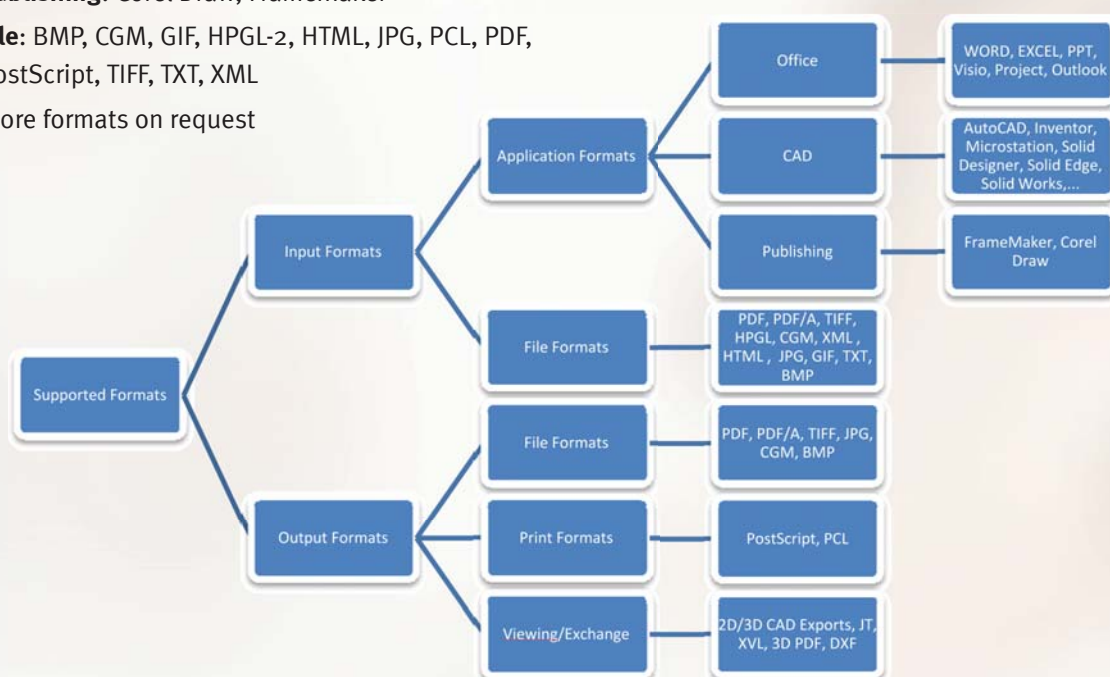 le: BMP, CGM, GIF, HPGL-2, HTML, JPG, PCL, PDF,
ostScript, TIFF, TXT, XML
ore formats on request
Supported Formats
Input Formats
Application Formats
Office
WORD, EXCEL, PPT,
Visio, Project, Outlook
CAD
AutoCAD, Inventor,
Microstation, Solid
Designer, Solid Edge,
Solid Works,...
Publishing
FrameMaker, Corel
Draw
File Formats
PDF, PDF/A, TIFF,
HPGL, CGM, XML ,
HTML , JPG, GIF, TXT,
BMP
Output Formats
File Formats
PDF, PDF/A, TIFF, JPG,
CGM, BMP
Print Formats
PostScript, PCL
Viewing/Exchange
2D/3D CAD Exports, JT,
XVL, 3D PDF, DXF